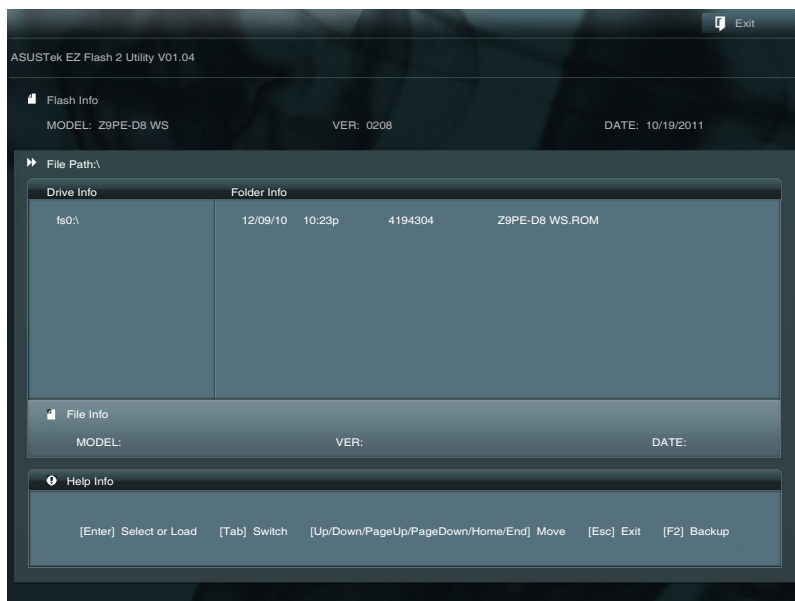 Exit
ASUSTek EZ Flash 2 Utility V01.04
Flash Info
MODEL: Z9PE-D8 WS VER: 0208 DATE: 10/19/2011
File Path:\
Drive Info Folder Info
fs0:\ 12/09/10 10:23p 4194304 Z9PE-D8 WS.ROM
File Info
MODEL: VER: DATE:
Help Info
[Enter] Select or Load [Tab] Switch [Up/Down/PageUp/PageDown/Home/End] Move [Esc] Exit [F2] Backup